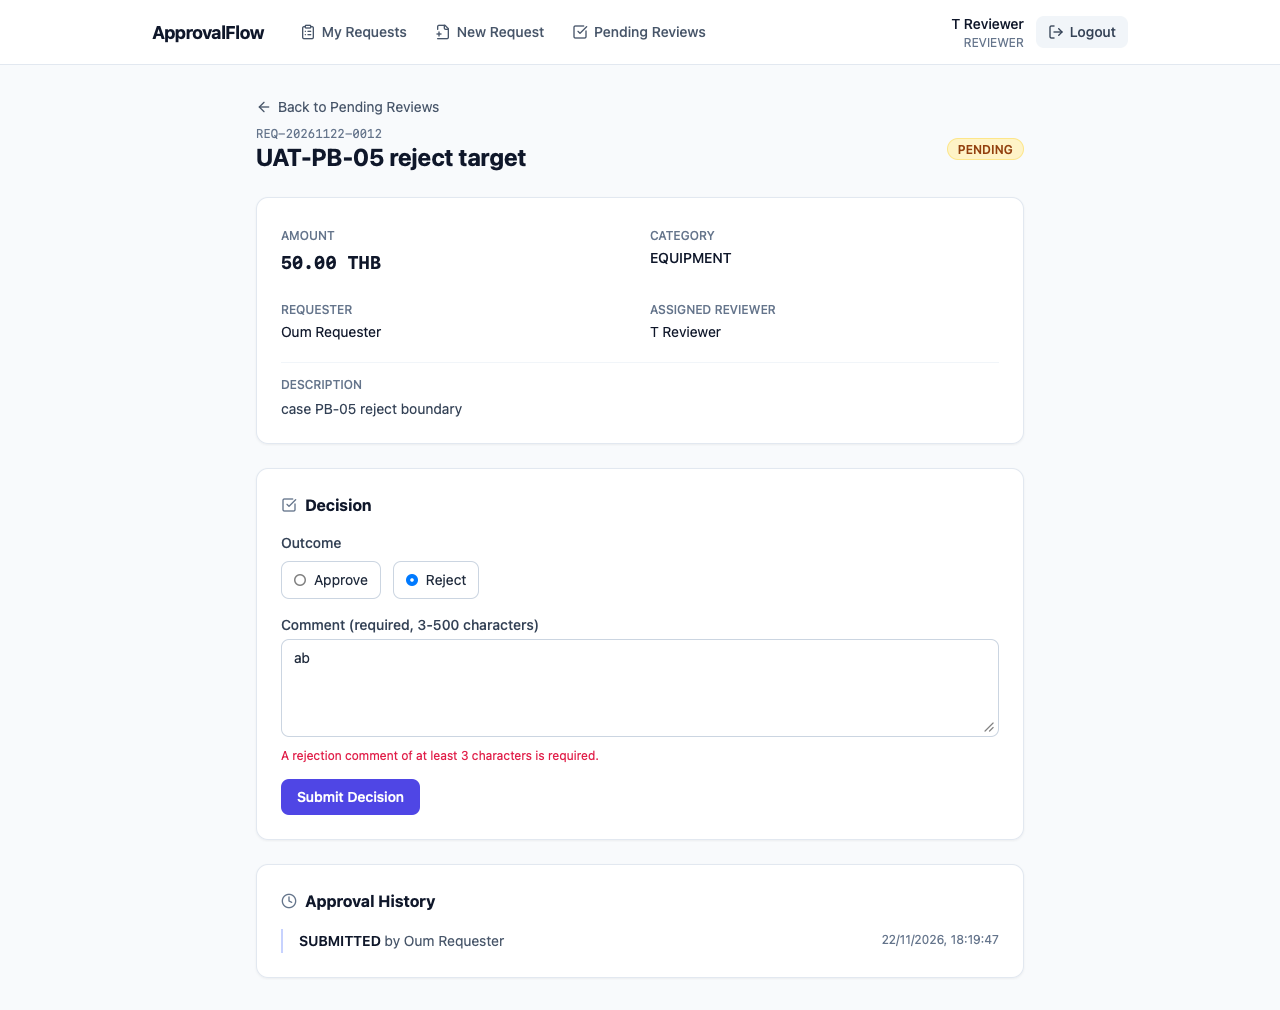 ApprovalFlow
My Requests
New Request
Pending Reviews
T Reviewer
REVIEWER
Logout
Back to Pending Reviews
REQ-20261122-0012
UAT-PB-05 reject target
PENDING
AMOUNT
50.00 THB
CATEGORY
EQUIPMENT
REQUESTER
Oum Requester
ASSIGNED REVIEWER
T Reviewer
DESCRIPTION
case PB-05 reject boundary
Decision
Outcome
Approve
Reject
Comment (required, 3-500 characters)
ab
A rejection comment of at least 3 characters is required.
Submit Decision
Approval History
SUBMITTED by Oum Requester
22/11/2026, 18:19:47